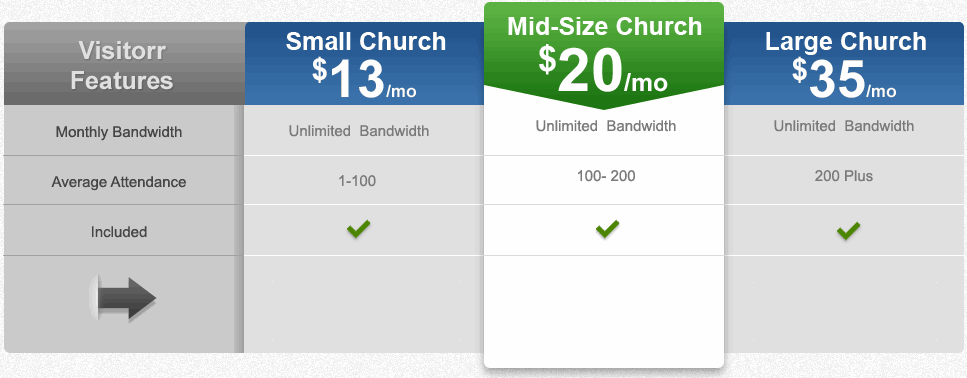 Visitorr
Features
Small Church
$13/mo
Mid-Size Church
$20/mo
Large Church
$35/mo
Monthly Bandwidth
Unlimited Bandwidth
Unlimited Bandwidth
Unlimited Bandwidth
Average Attendance
1-100
100- 200
200 Plus
Included